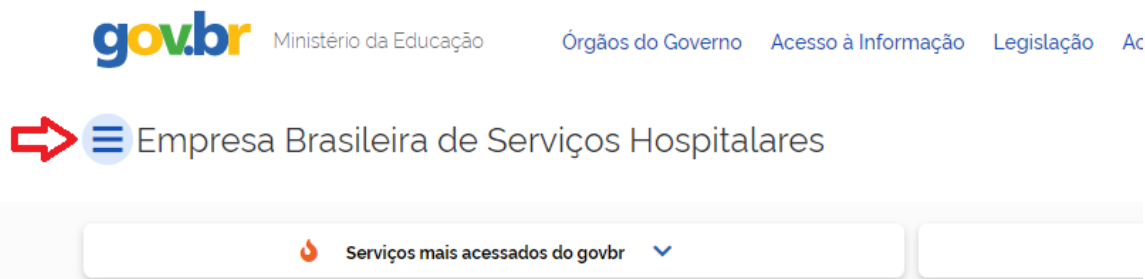 gov.br Ministério da Educação Órgãos do Governo Acesso à Informação Legislação
Empresa Brasileira de Serviços Hospitalares
Serviços mais acessados do govbr